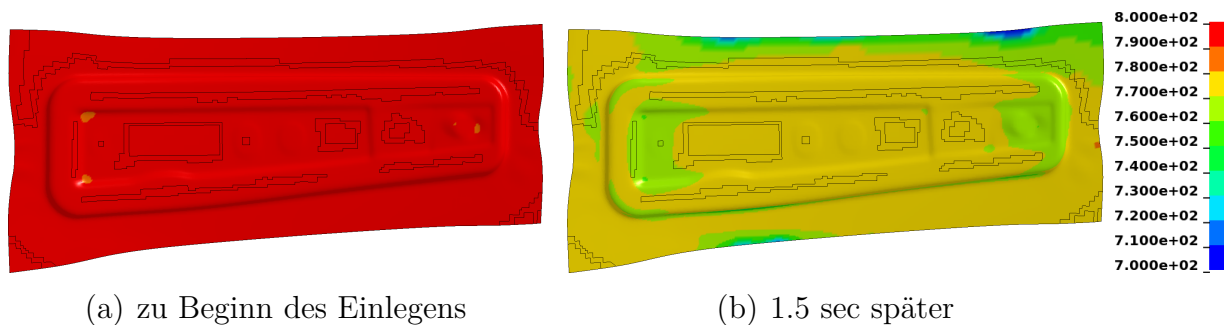 8.000e+02
7.900e+02
7.800e+02
7.700e+02
7.600e+02
7.500e+02
7.400e+02
7.300e+02
7.200e+02
7.100e+02
7.000e+02
(a) zu Beginn des Einlegens
(b) 1.5 sec später